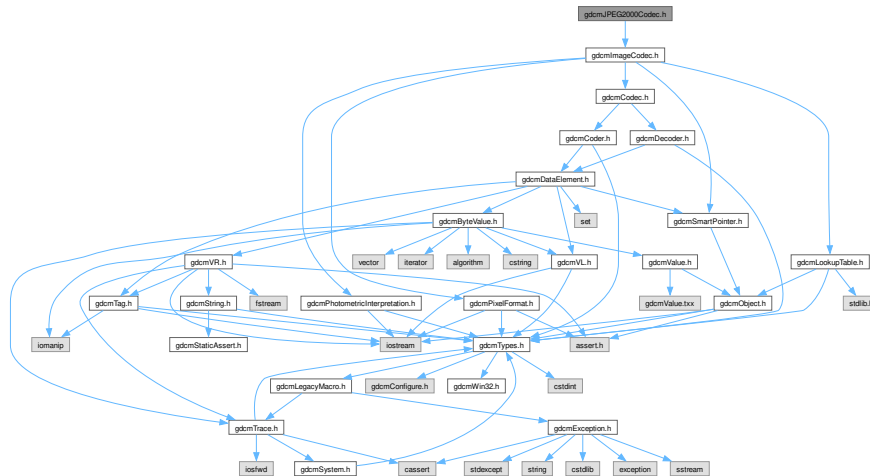 gdcmJPEG2000Codec.h
gdcmImageCodec.h
gdcmCodec.h
gdcmCoder.h
gdcmDecoder.h
gdcmDataElement.h
gdcmByteValue.h
set
gdcmSmartPointer.h
gdcmVR.h
vector
iterator
algorithm
cstring
gdcmVL.h
gdcmValue.h
gdcmLookupTable.h
gdcmTag.h
gdcmString.h
fstream
gdcmPhotometricInterpretation.h
gdcmPixelFormat.h
gdcmValue.txx
gdcmObject.h
stdlib.h
iomanip
gdcmStaticAssert.h
iostream
gdcmTypes.h
assert.h
gdcmLegacyMacro.h
gdcmConfigure.h
gdcmWin32.h
cstdint
gdcmTrace.h
gdcmException.h
iosfwd
gdcmSystem.h
cassert
stdexcept
string
cstdlib
exception
sstream